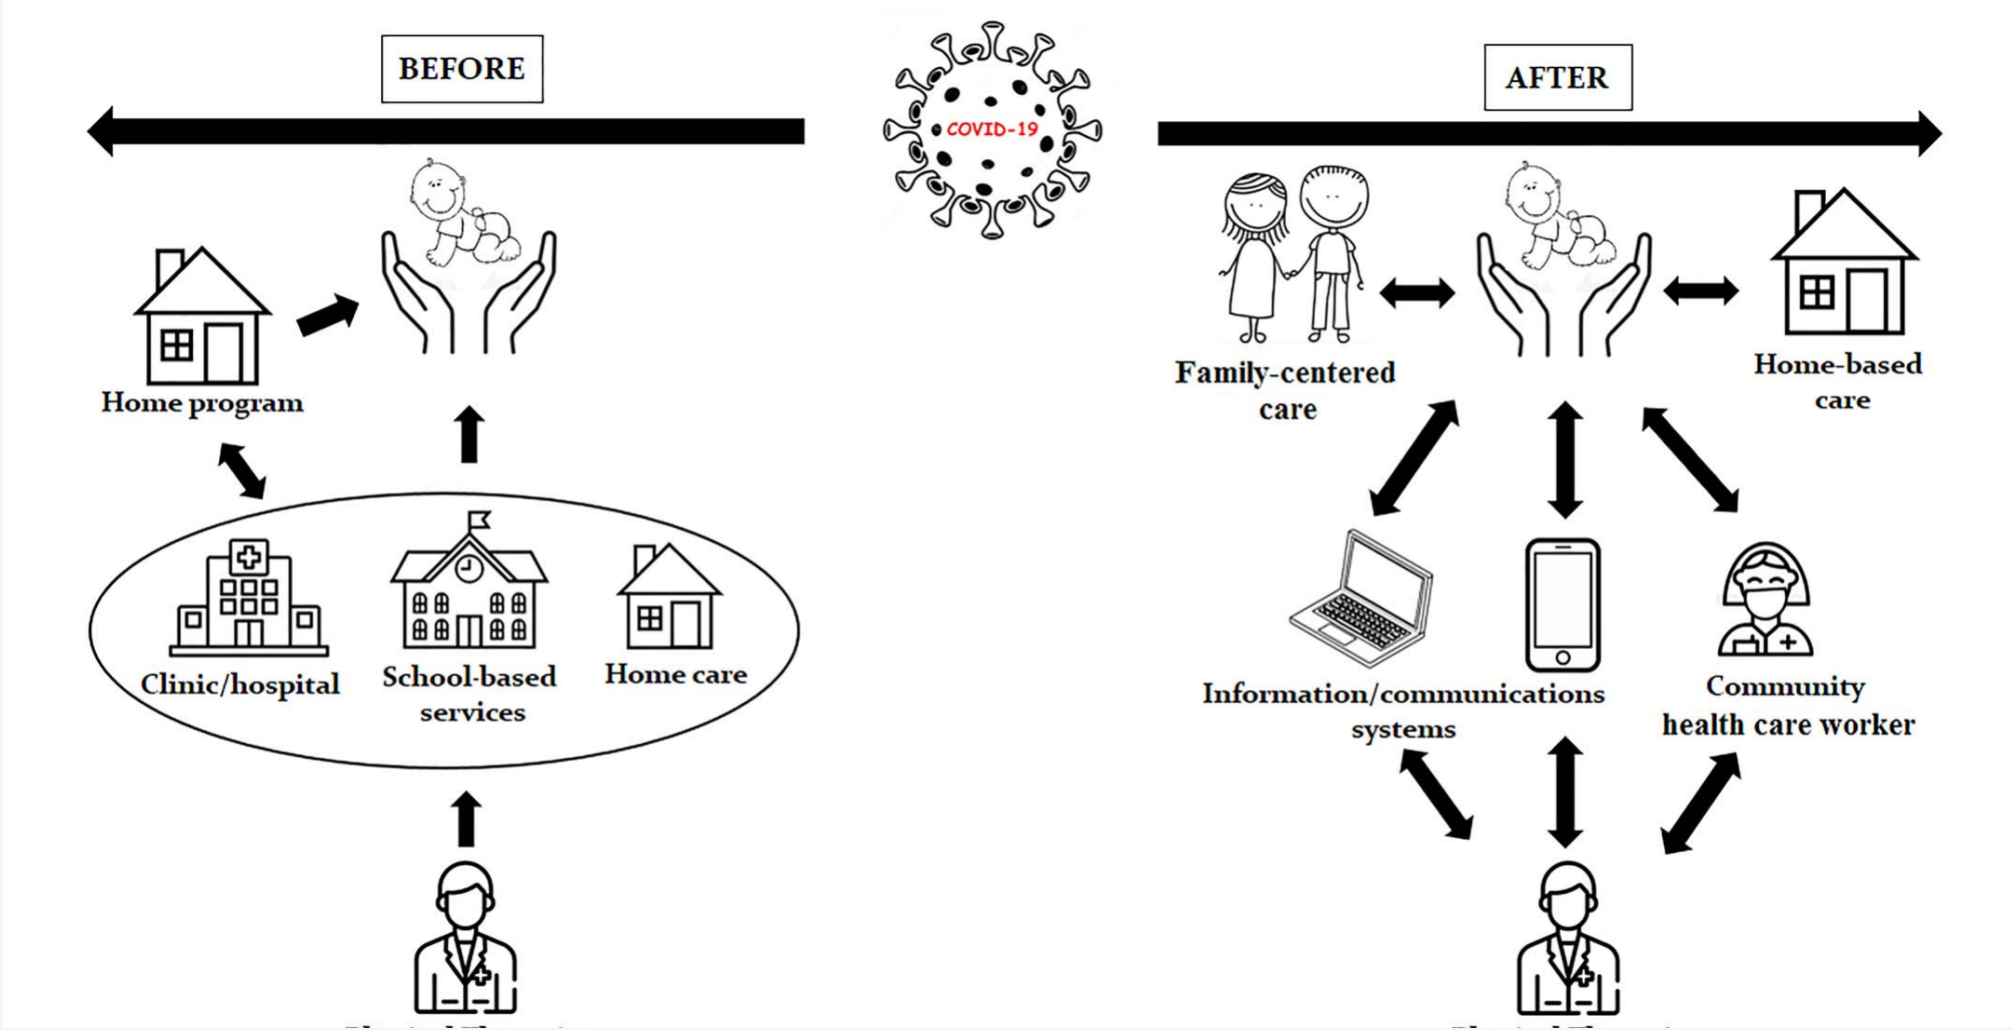 BEFORE
COVID-19
AFTER
Home program
Clinic/hospital
School-based
services
Home care
Family-centered
care
Home-based
care
Information/communications
systems
Community
health care worker